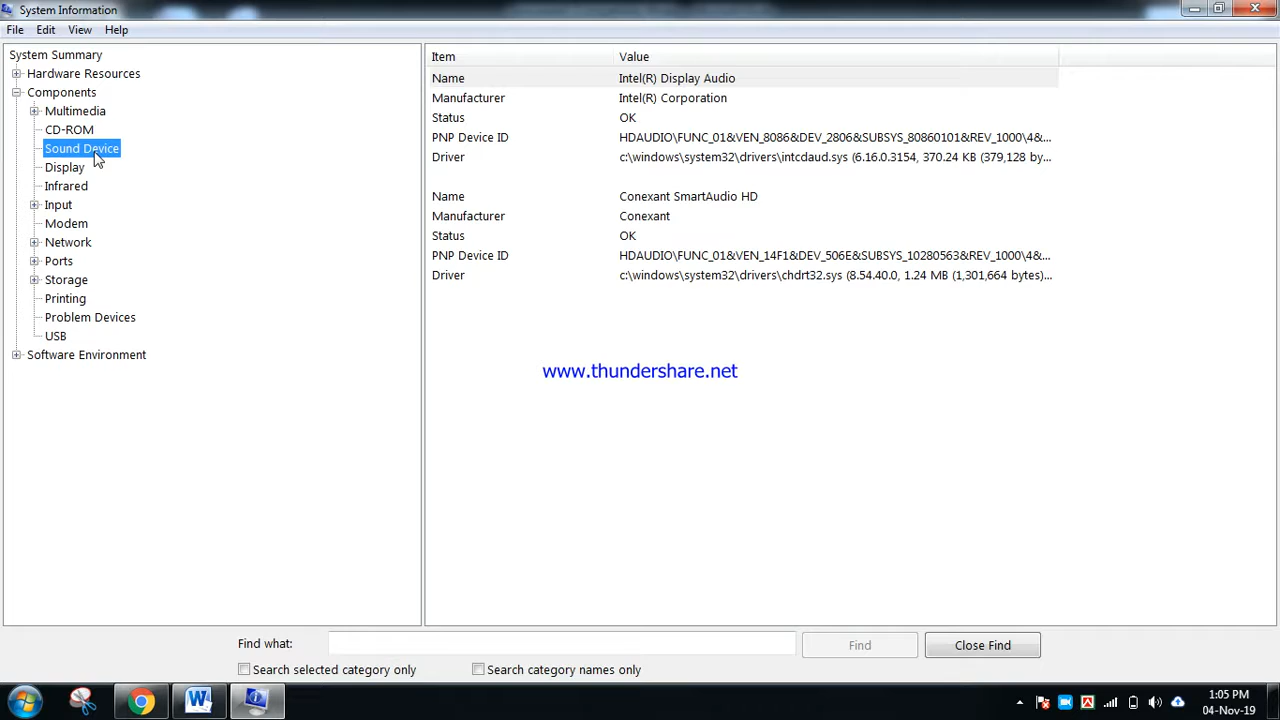 System Information
File Edit View Help
System Summary
Hardware Resources
Components
Multimedia
CD-ROM
Sound Device
Display
Infrared
Input
Modem
Network
Ports
Storage
Printing
Problem Devices
USB
Software Environment
Item Value
Name Intel(R) Display Audio
Manufacturer Intel(R) Corporation
Status OK
PNP Device ID HDAUDIO\FUNC_01&VEN_8086&DEV_2806&SUBSYS_80860101&REV_1000\4&...
Driver c:\windows\system32\drivers\intcdaud.sys (6.16.0.3154, 370.24 KB (379,128 by...
Name Conexant SmartAudio HD
Manufacturer Conexant
Status OK
PNP Device ID HDAUDIO\FUNC_01&VEN_14F1&DEV_506E&SUBSYS_10280563&REV_1000\4&...
Driver c:\windows\system32\drivers\chdrt32.sys (8.54.40.0, 1.24 MB (1,301,664 bytes)...
www.thundershare.net
Find what: Find Close Find
Search selected category only Search category names only
1:05 PM
04-Nov-19